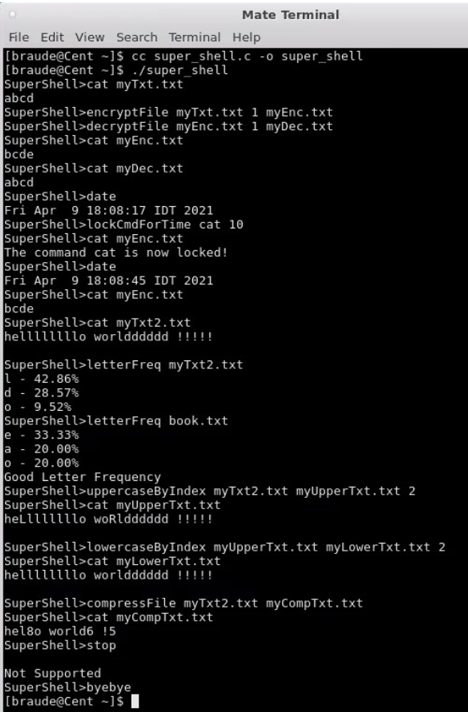 Mate Terminal
File Edit View Search Terminal Help
[braude@Cent ~]$ cc super_shell.c -o super_shell
[braude@Cent ~]$ ./super_shell
SuperShell>cat myTxt.txt
abcd
SuperShell>encryptFile myTxt.txt 1 myEnc.txt
SuperShell>decryptFile myEnc.txt 1 myDec.txt
SuperShell>cat myEnc.txt
bcde
SuperShell>cat myDec.txt
abcd
SuperShell>date
Fri Apr  9 18:08:17 IDT 2021
SuperShell>lockCmdForTime cat 10
SuperShell>cat myEnc.txt
The command cat is now locked!
SuperShell>date
Fri Apr  9 18:08:45 IDT 2021
SuperShell>cat myEnc.txt
bcde
SuperShell>cat myTxt2.txt
hellllllllo worldddddd !!!!!
SuperShell>letterFreq myTxt2.txt
l - 42.86%
d - 28.57%
o - 9.52%
SuperShell>letterFreq book.txt
e - 33.33%
a - 20.00%
o - 20.00%
Good Letter Frequency
SuperShell>uppercaseByIndex myTxt2.txt myUpperTxt.txt 2
SuperShell>cat myUpperTxt.txt
heLlllllllo woRldddddd !!!!!
SuperShell>lowercaseByIndex myUpperTxt.txt myLowerTxt.txt 2
SuperShell>cat myLowerTxt.txt
hellllllllo worldddddd !!!!!
SuperShell>compressFile myTxt2.txt myCompTxt.txt
SuperShell>cat myCompTxt.txt
hel8o world6 !5
SuperShell>stop
Not Supported
SuperShell>byebye
[braude@Cent ~]$